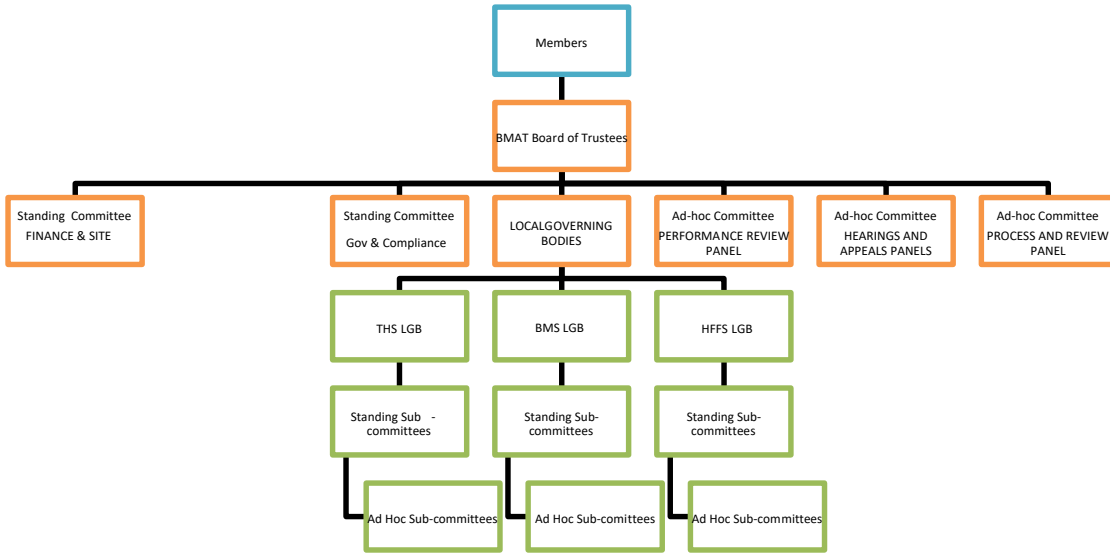 Members
BMAT Board of Trustees
Standing Committee
FINANCE & SITE
Standing Committee
Gov & Compliance
LOCALGOVERNING
BODIES
Ad-hoc Committee
PERFORMANCE REVIEW
PANEL
Ad-hoc Committee
HEARINGS AND
APPEALS PANELS
Ad-hoc Committee
PROCESS AND REVIEW
PANEL
THS LGB
BMS LGB
HFFS LGB
Standing Sub -
committees
Standing Sub-
committees
Standing Sub-
committees
Ad Hoc Sub-committees
Ad Hoc Sub-comittees
Ad Hoc Sub-committees